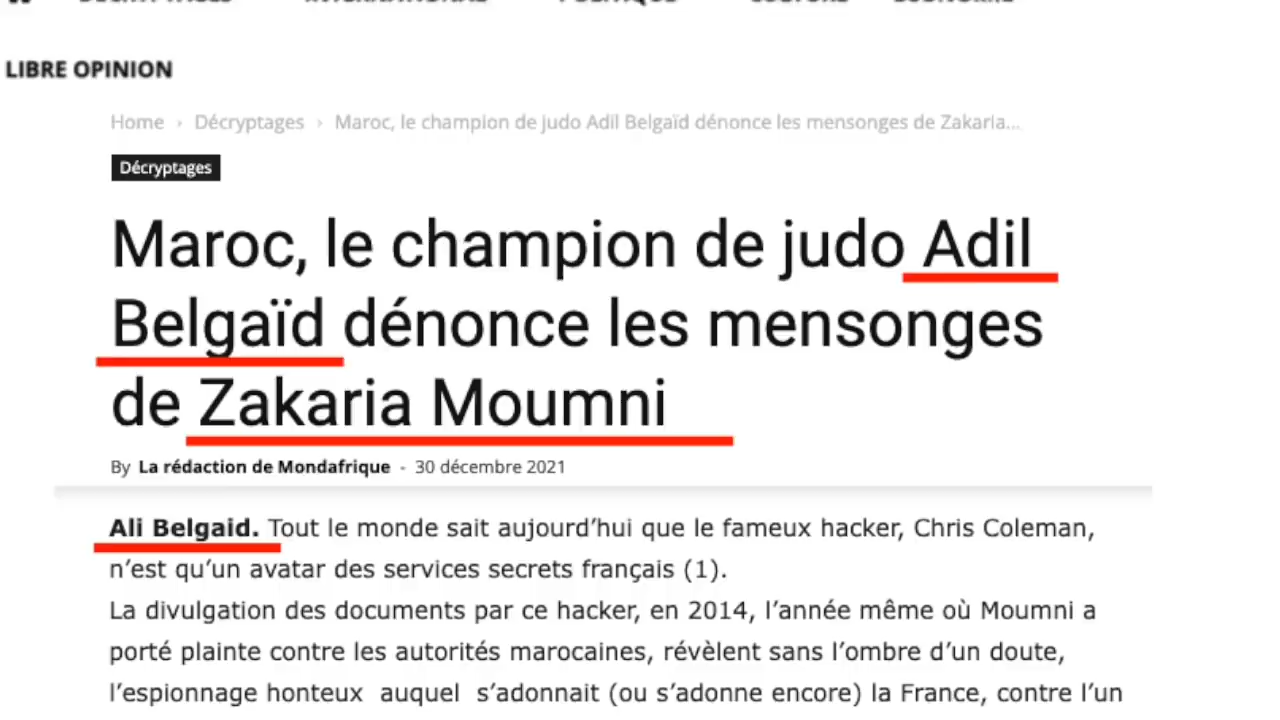 LIBRE OPINION
Home › Décryptages › Maroc, le champion de judo Adil Belgaïd dénonce les mensonges de Zakaria...
Décryptages
Maroc, le champion de judo Adil
Belgaïd dénonce les mensonges
de Zakaria Moumni
By La rédaction de Mondafrique - 30 décembre 2021
Ali Belgaid. Tout le monde sait aujourd’hui que le fameux hacker, Chris Coleman,
n’est qu’un avatar des services secrets français (1).
La divulgation des documents par ce hacker, en 2014, l’année même où Moumni a
porté plainte contre les autorités marocaines, révèlent sans l’ombre d’un doute,
l’espionnage honteux auquel s’adonnait (ou s’adonne encore) la France, contre l’un